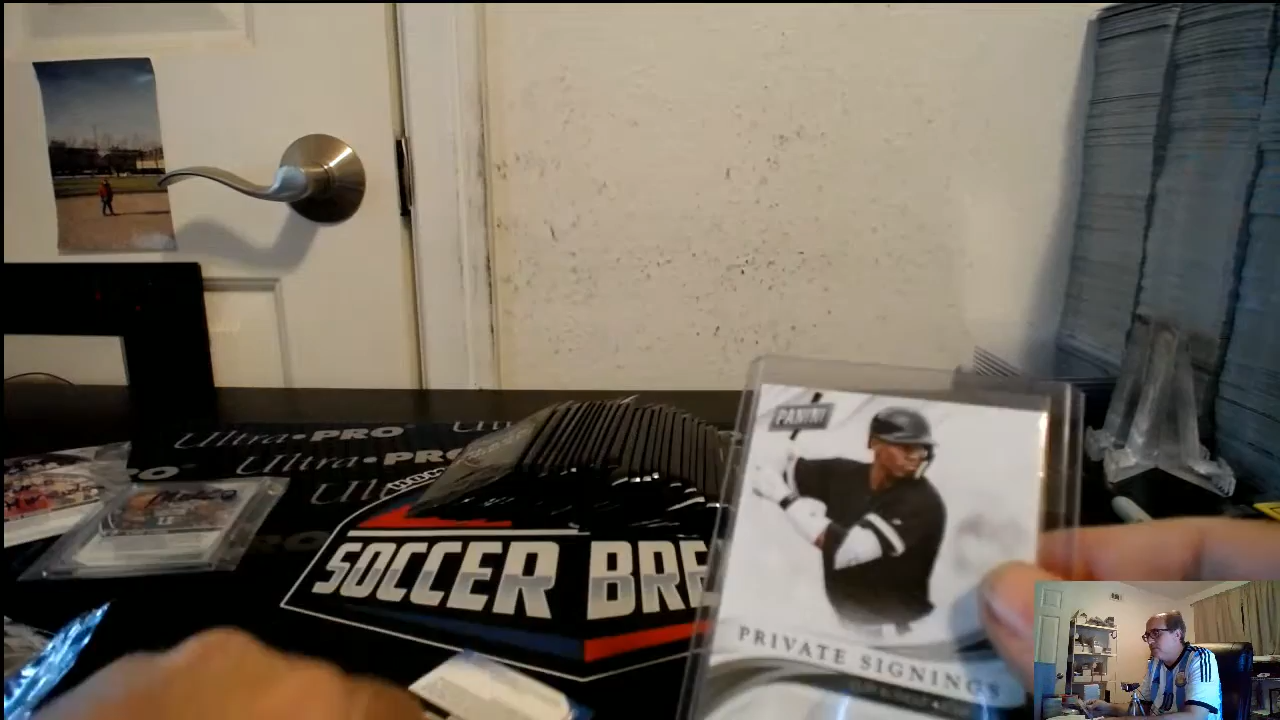 Ultra•PRO
Ultra•PRO
SOCCER BRE
PANINI
PRIVATE SIGNINGS